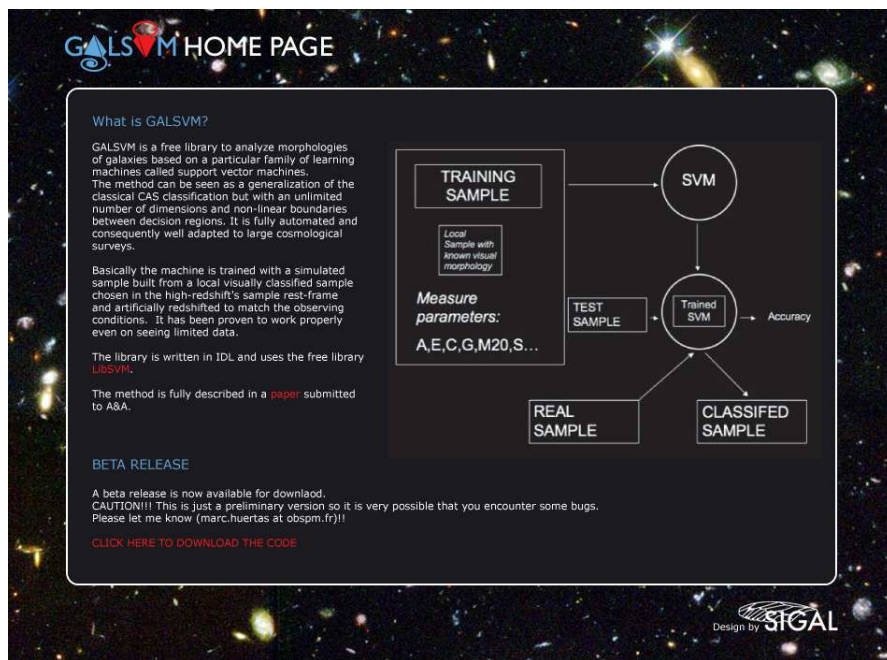 GALSVM HOME PAGE
What is GALSVM?
GALSVM is a free library to analyze morphologies
of galaxies based on a particular family of learning
machines called support vector machines.
The method can be seen as a generalization of the
classical CAS classification but with an unlimited
number of dimensions and non-linear boundaries
between decision regions. It is fully automated and
consequently well adapted to large cosmological
surveys.
Basically the machine is trained with a simulated
sample built from a local visually classified sample
chosen in the high-redshift's sample rest-frame
and artificially redshifted to match the observing
conditions. It has been proven to work properly
even on seeing limited data.
The library is written in IDL and uses the free library
LibSVM.
The method is fully described in a paper submitted
to A&A.
TRAINING
SAMPLE
Local
Sample with
known visual
morphology
Measure
parameters:
A,E,C,G,M20,S...
SVM
TEST
SAMPLE
Trained
SVM
Accuracy
REAL
SAMPLE
CLASSIFED
SAMPLE
BETA RELEASE
A beta release is now available for downlaod.
CAUTION!!! This is just a preliminary version so it is very possible that you encounter some bugs.
Please let me know (marc.huertas at obspm.fr)!!
CLICK HERE TO DOWNLOAD THE CODE
Design by SIGAL